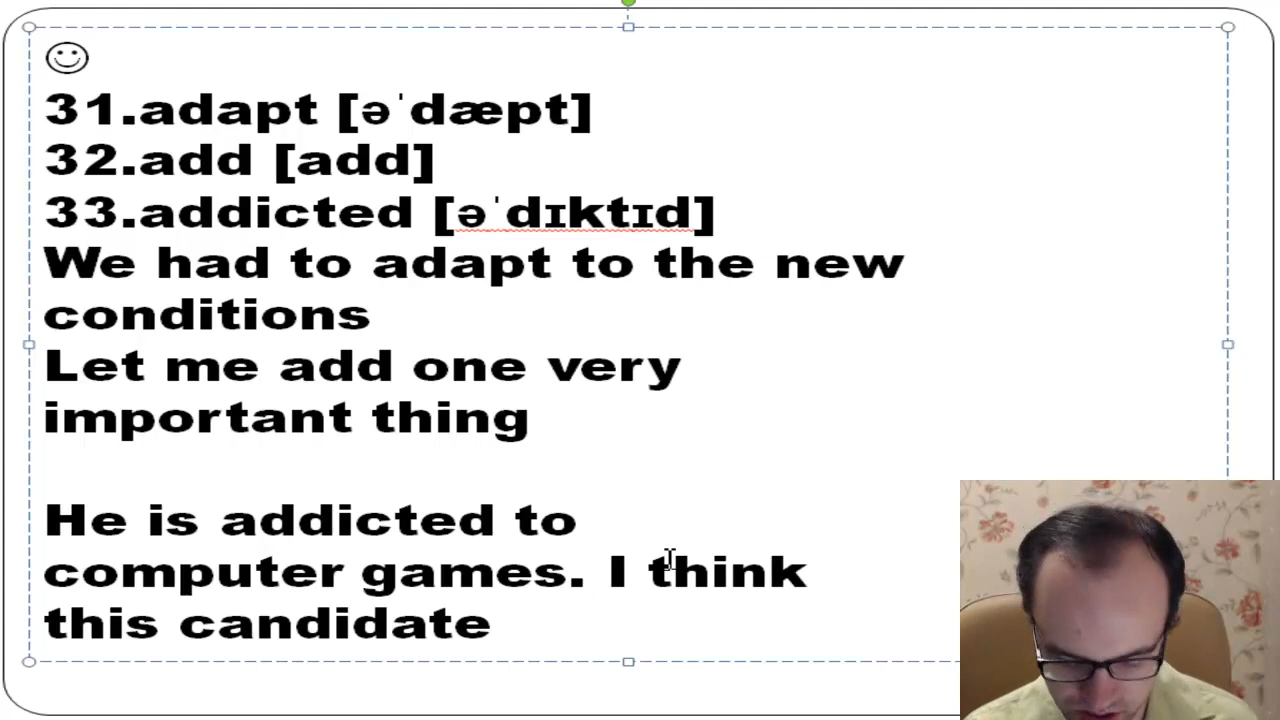 31.adapt [əˈdæpt]
32.add [add]
33.addicted [əˈdɪktɪd]
We had to adapt to the new
conditions
Let me add one very
important thing
He is addicted to
computer games. I think
this candidate